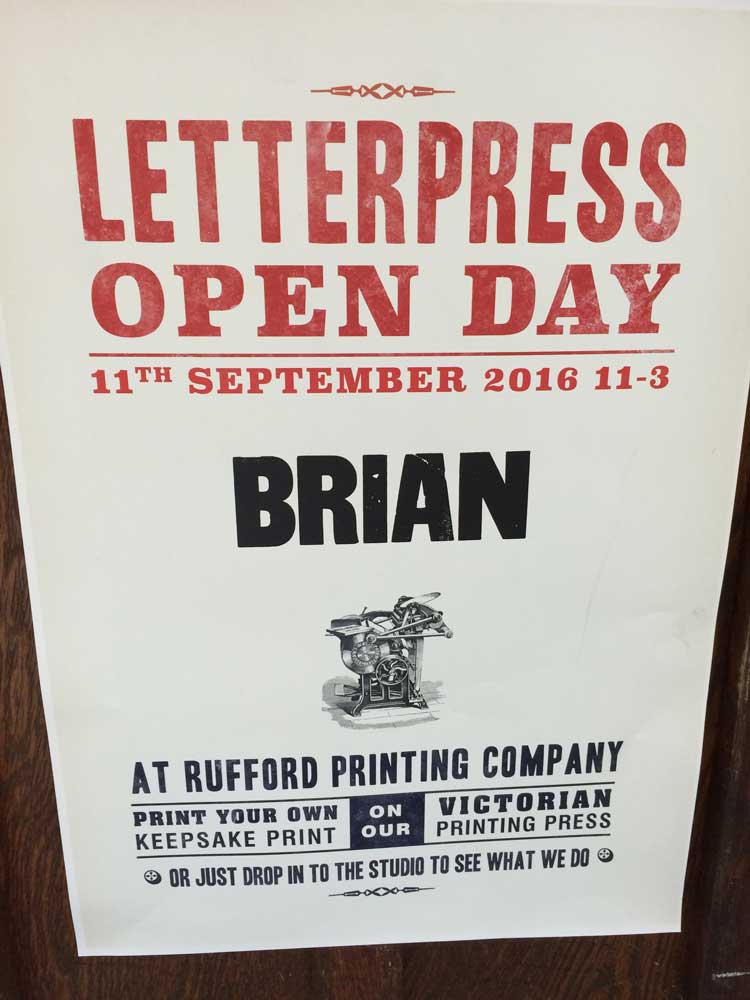 LETTERPRESS
OPEN DAY
11TH SEPTEMBER 2016 11-3
BRIAN
AT RUFFORD PRINTING COMPANY
PRINT YOUR OWN
KEEPSAKE PRINT
ON
OUR
VICTORIAN
PRINTING PRESS
OR JUST DROP IN TO THE STUDIO TO SEE WHAT WE DO